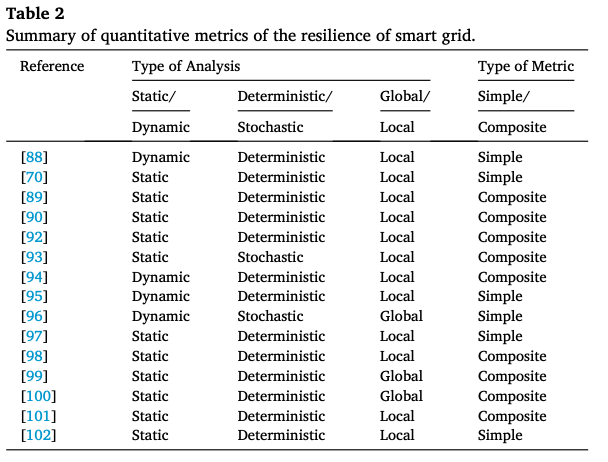 Table 2
Summary of quantitative metrics of the resilience of smart grid.
Reference Type of Analysis Type of Metric
Static/ Deterministic/ Global/ Simple/
Dynamic Stochastic Local Composite
[88] Dynamic Deterministic Local Simple
[70] Static Deterministic Local Simple
[89] Static Deterministic Local Composite
[90] Static Deterministic Local Composite
[92] Static Deterministic Local Composite
[93] Static Stochastic Local Composite
[94] Dynamic Deterministic Local Composite
[95] Dynamic Deterministic Local Simple
[96] Dynamic Stochastic Global Simple
[97] Static Deterministic Local Simple
[98] Static Deterministic Local Composite
[99] Static Deterministic Global Composite
[100] Static Deterministic Global Composite
[101] Static Deterministic Local Composite
[102] Static Deterministic Local Simple